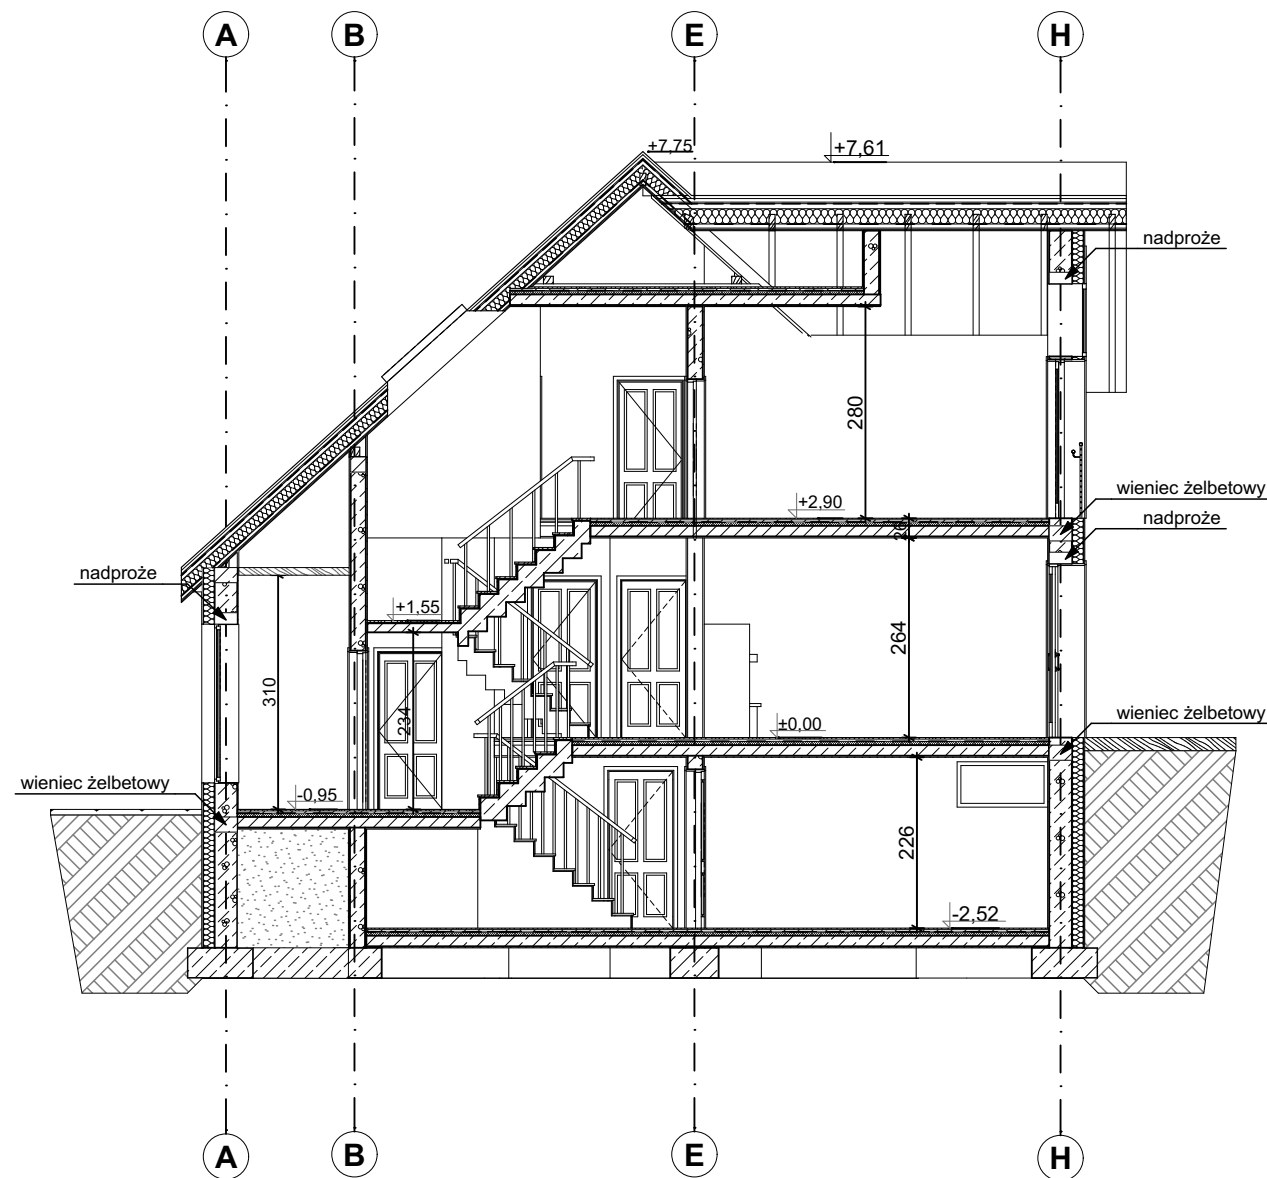 A B E H
+7,75
+7,61
nadproże
280
wieniec żelbetowy
+2,90
26
nadproże
nadproże
+1,55
264
310
234
wieniec żelbetowy
±0,00
wieniec żelbetowy
-0,95
226
-2,52
A B E H